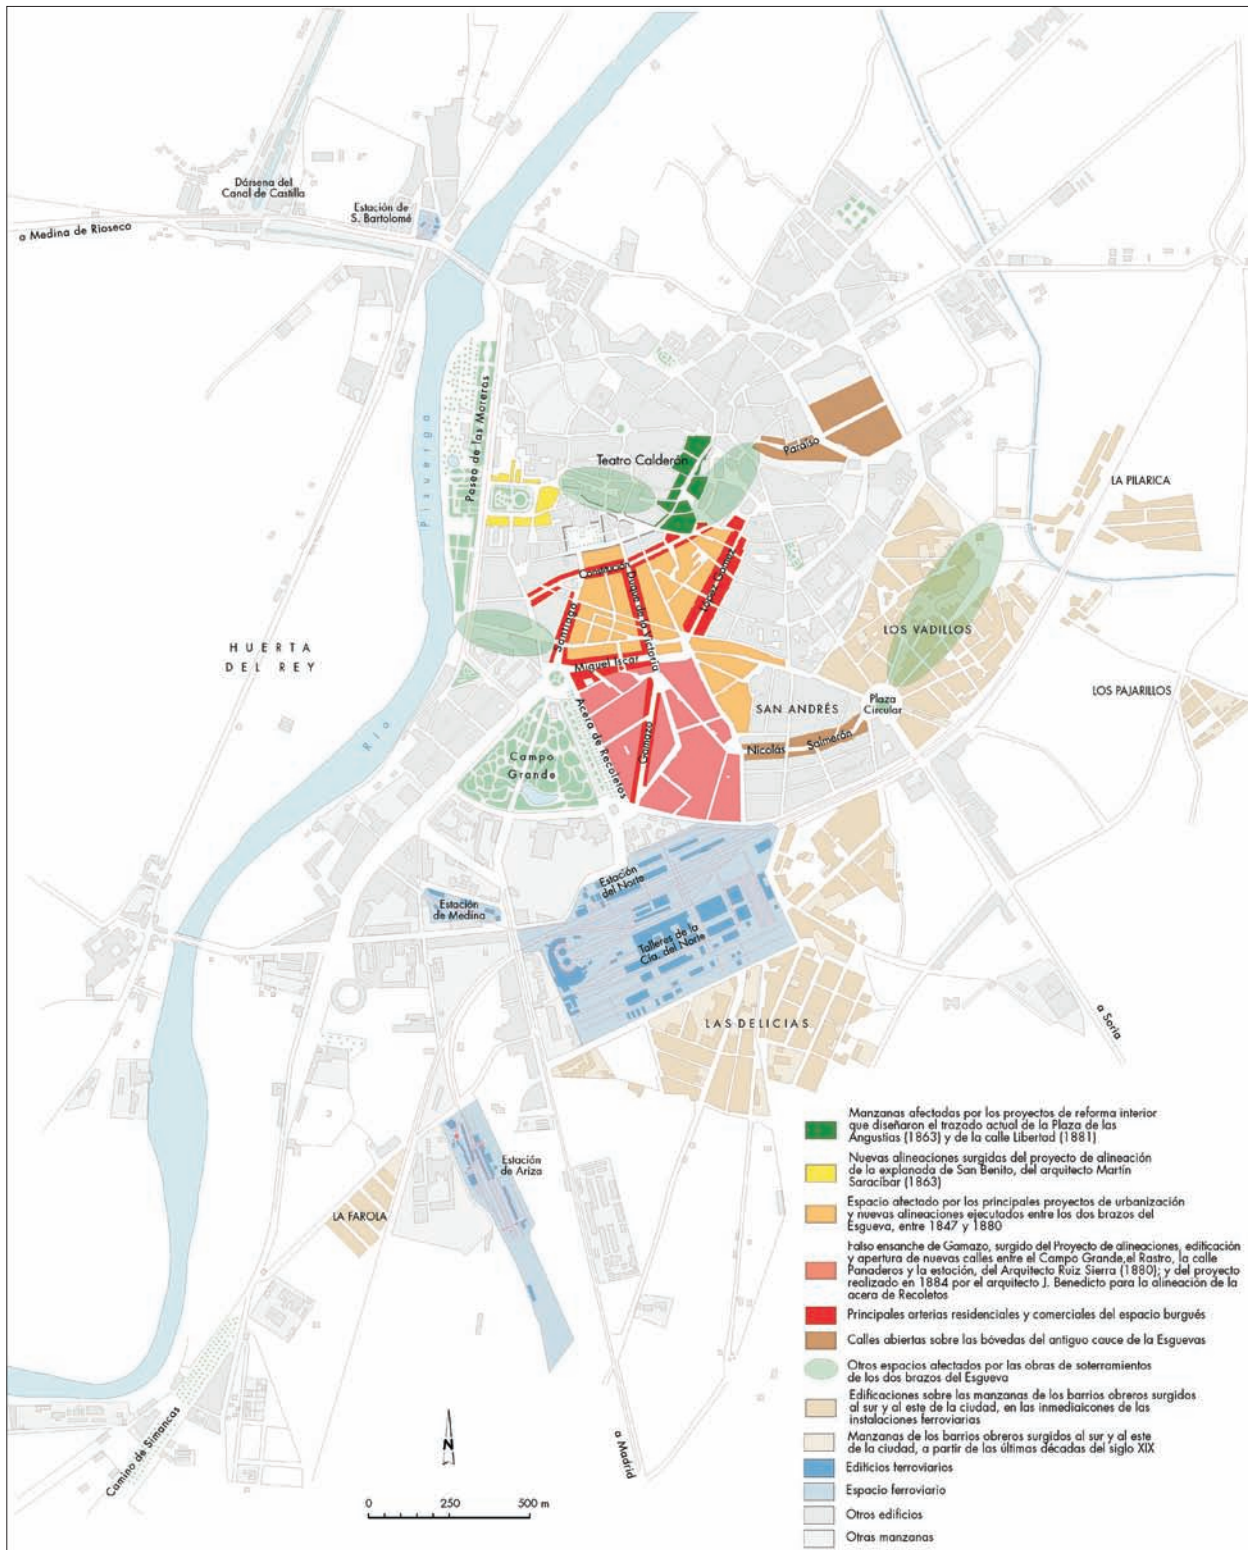 Dársena del
Canal de Castilla
Estación de
S. Bartolomé
a Medina de Rioseco
Pisuerga
Paseo de las Moreras
Teatro Calderón
Paraíso
LA PILARICA
Constitución
Duque de la Victoria
López Gómez
Santiago
Miguel Iscar
HUERTA
DEL REY
LOS VADILLOS
LOS PAJARILLOS
SAN ANDRÉS
Plaza
Circular
Nicolás Salmerón
Gamazo
Acera de Recoletos
Río
Campo
Grande
Estación
del Norte
Estación
de Medina
Talleres de la
Cía. del Norte
LAS DELICIAS
a Soria
Estación
de Ariza
LA FAROLA
Camino de Simancas
a Madrid
N
0 250 500 m
Manzanas afectadas por los proyectos de reforma interior
que diseñaron el trazado actual de la Plaza de las
Angustias (1863) y de la calle Libertad (1881)
Nuevas alineaciones surgidas del proyecto de alineación
de la explanada de San Benito, del arquitecto Martín
Saracíbar (1863)
Espacio afectado por los principales proyectos de urbanización
y nuevas alineaciones ejecutados entre los dos brazos del
Esgueva, entre 1847 y 1880
Falso ensanche de Gamazo, surgido del Proyecto de alineaciones, edificación
y apertura de nuevas calles entre el Campo Grande,el Rastro, la calle
Panaderos y la estación, del Arquitecto Ruiz Sierra (1880); y del proyecto
realizado en 1884 por el arquitecto J. Benedicto para la alineación de la
acera de Recoletos
Principales arterias residenciales y comerciales del espacio burgués
Calles abiertas sobre las bóvedas del antiguo cauce de la Esguevas
Otros espacios afectados por las obras de soterramientos
de los dos brazos del Esgueva
Edificaciones sobre las manzanas de los barrios obreros surgidos
al sur y al este de la ciudad, en las inmediaicones de las
instalaciones ferroviarias
Manzanas de los barrios obreros surgidos al sur y al este
de la ciudad, a partir de las últimas décadas del siglo XIX
Edificios ferroviarios
Espacio ferroviario
Otros edificios
Otras manzanas